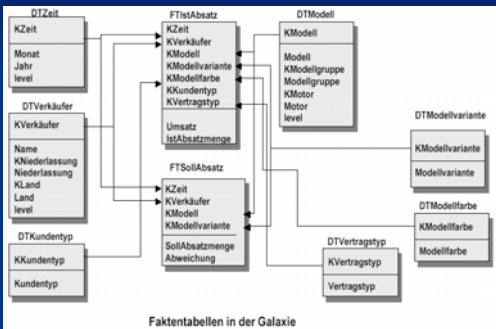 DTZeit
KZeit
Monat
Jahr
level
DTVerkäufer
KVerkäufer
Name
KNiederlassung
Niederlassung
KLand
Land
level
DTKundentyp
KKundentyp
Kundentyp
FTIstAbsatz
KZeit
KVerkäufer
KModell
KModellvariante
KModellfarbe
KKundentyp
KVertragstyp
Umsatz
IstAbsatzmenge
FTSollAbsatz
KZeit
KVerkäufer
KModell
KModellvariante
SollAbsatzmenge
Abweichung
DTModell
KModell
Modell
KModellgruppe
Modellgruppe
KMotor
Motor
level
DTModellvariante
KModellvariante
Modellvariante
DTModellfarbe
KModellfarbe
Modellfarbe
DTVertragstyp
KVertragstyp
Vertragstyp
Faktentabellen in der Galaxie